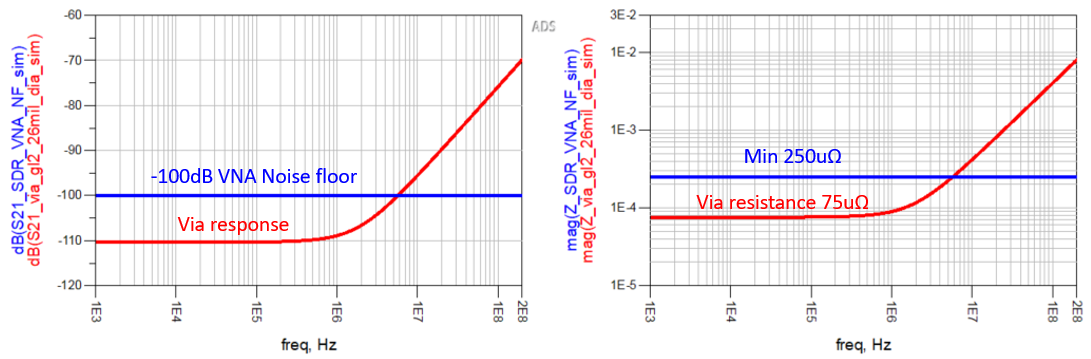 -60
-70
-80
-90
-100
-110
-120
dB(S21_SDR_VNA_NF_sim)
dB(S21_via_gl2_26mil_dia_sim)
-100dB VNA Noise floor
Via response
1E3
1E4
1E5
1E6
1E7
1E8
2E8
freq, Hz
ADS
3E-2
1E-2
1E-3
1E-4
1E-5
mag(Z_SDR_VNA_NF_sim)
mag(Z_via_gl2_26mil_dia_sim)
Min 250uΩ
Via resistance 75uΩ
1E3
1E4
1E5
1E6
1E7
1E8
2E8
freq, Hz